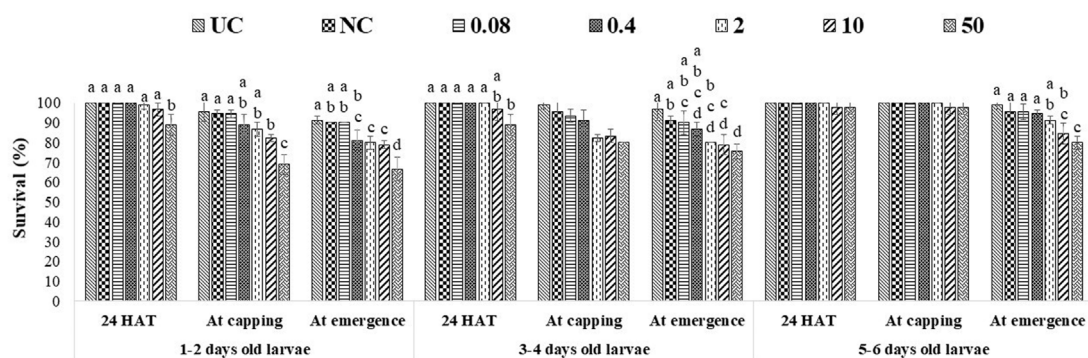 UC NC 0.08 0.4 2 10 50
a a a a a a b
a a a a b a b c c
a a b a b c c c d
a a a a a a b b
a a b a b c a b c d b c d c d d
a a a a a b b c c
Survival (%)
100
90
80
70
60
50
40
30
20
10
0
24 HAT At capping At emergence 24 HAT At capping At emergence 24 HAT At capping At emergence
1-2 days old larvae 3-4 days old larvae 5-6 days old larvae